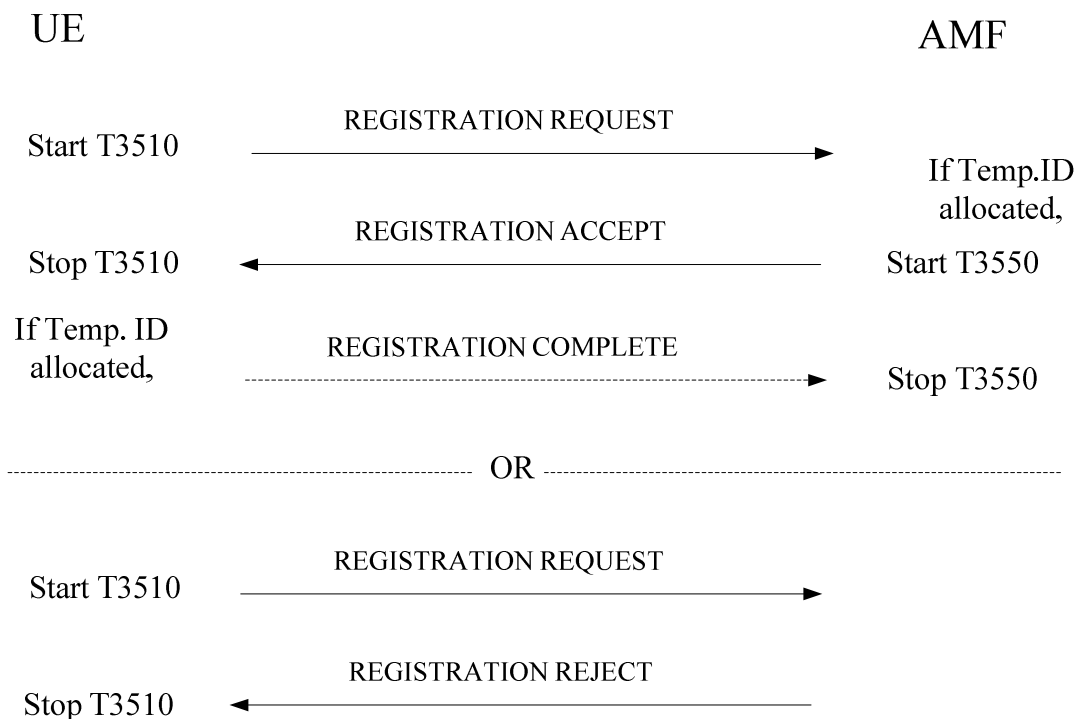 UE
AMF
REGISTRATION REQUEST
Start T3510
If Temp.ID
allocated,
REGISTRATION ACCEPT
Stop T3510
Start T3550
If Temp. ID
allocated,
REGISTRATION COMPLETE
Stop T3550
OR
REGISTRATION REQUEST
Start T3510
REGISTRATION REJECT
Stop T3510